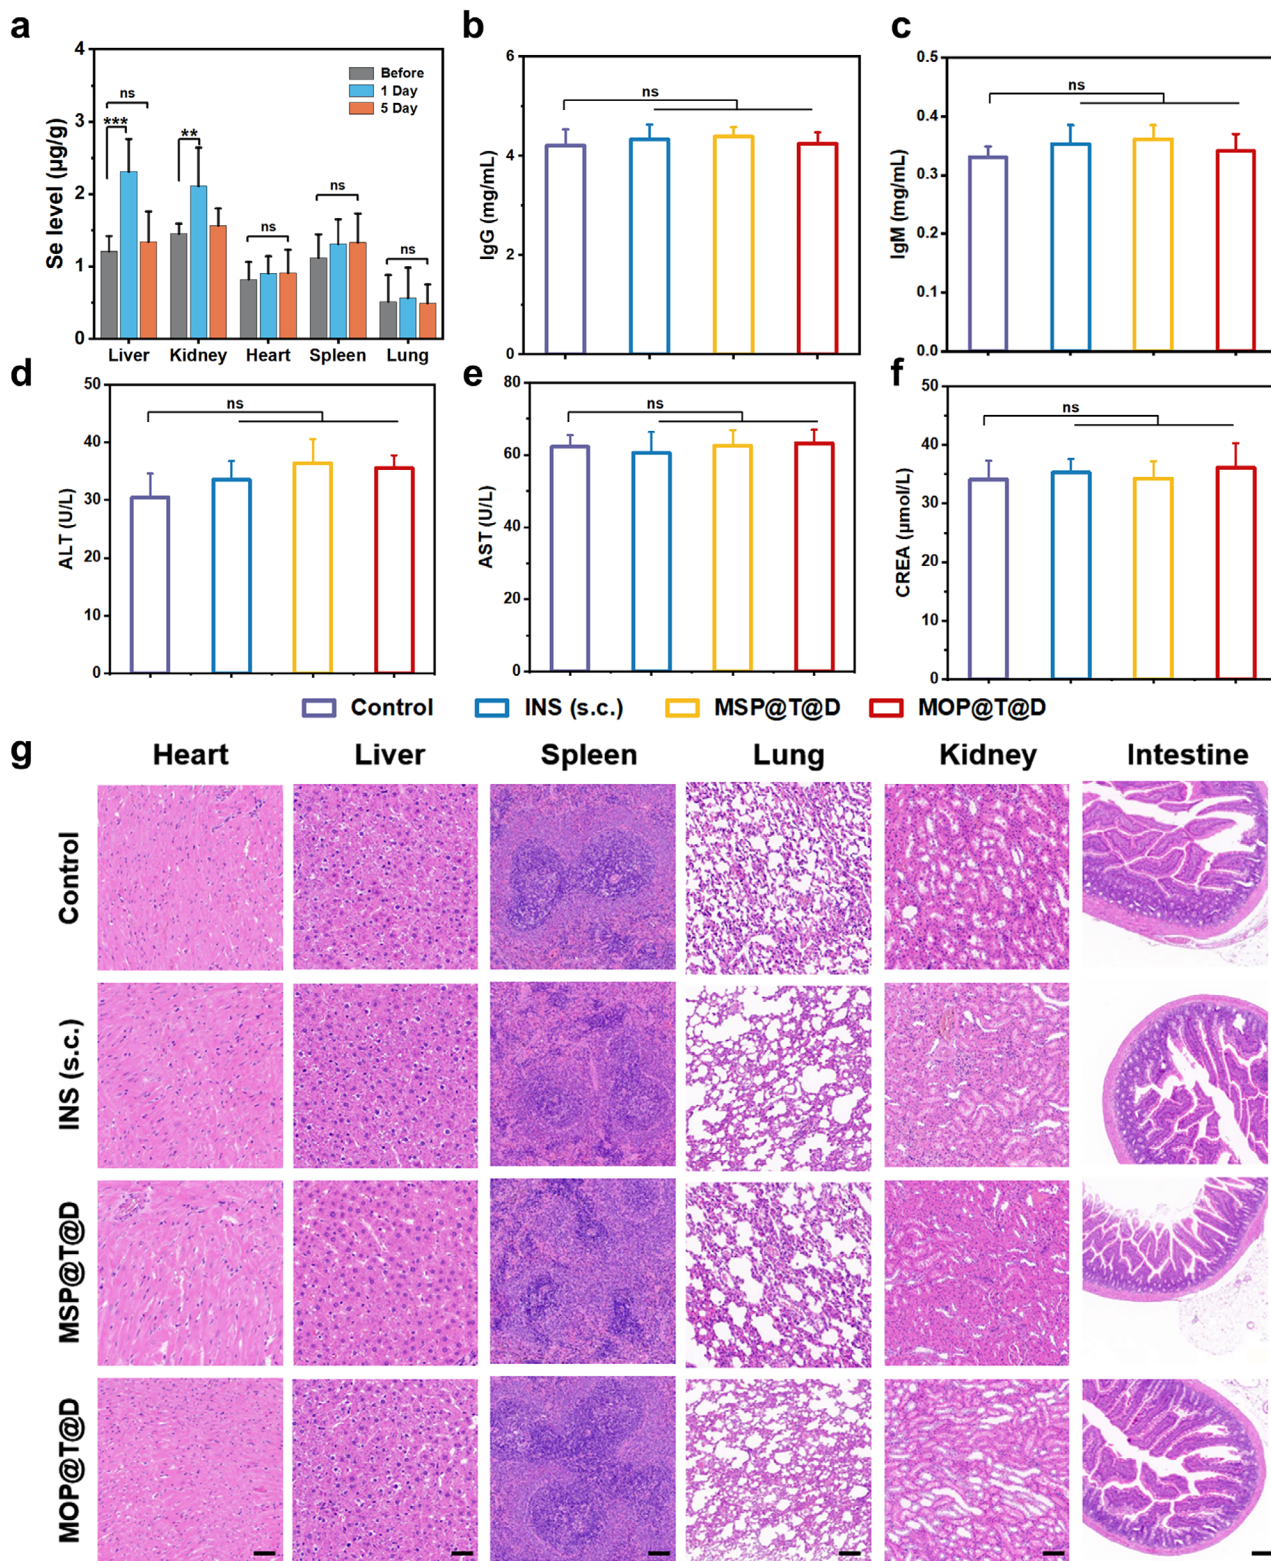 a
Se level (µg/g)
4
3
2
1
0
ns
***
**
ns
ns
ns
Before
1 Day
5 Day
Liver Kidney Heart Spleen Lung
b
IgG (mg/mL)
6
4
2
0
ns
c
IgM (mg/mL)
0.5
0.4
0.3
0.2
0.1
0.0
ns
d
ALT (U/L)
50
40
30
20
10
0
ns
e
AST (U/L)
80
60
40
20
0
ns
f
CREA (µmol/L)
50
40
30
20
10
0
ns
Control INS (s.c.) MSP@T@D MOP@T@D
g
Heart Liver Spleen Lung Kidney Intestine
Control
INS (s.c.)
MSP@T@D
MOP@T@D